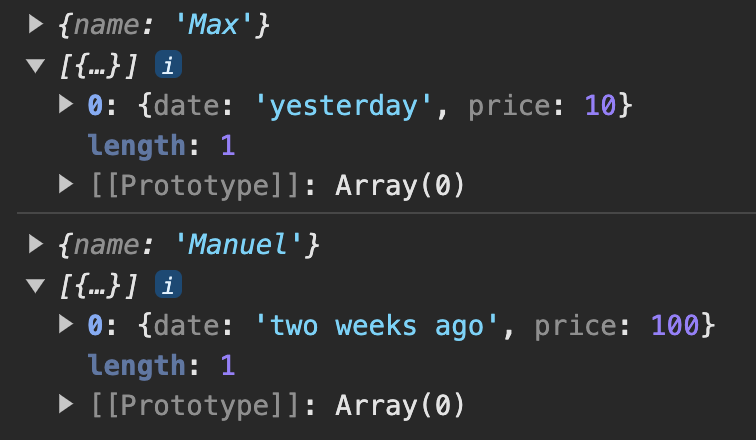 {name: 'Max'}
[{…}] i
0: {date: 'yesterday', price: 10}
length: 1
[[Prototype]]: Array(0)
{name: 'Manuel'}
[{…}] i
0: {date: 'two weeks ago', price: 100}
length: 1
[[Prototype]]: Array(0)